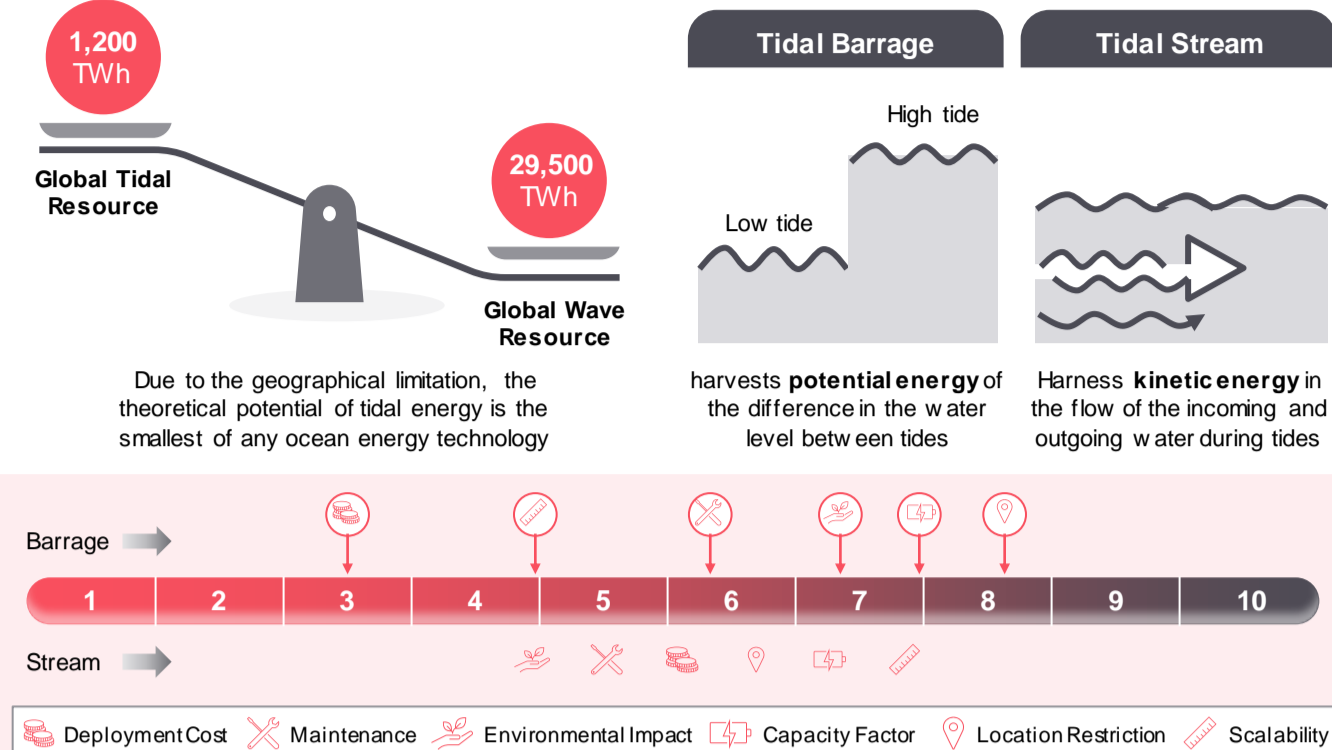 1,200
TWh
Global Tidal
Resource
29,500
TWh
Global Wave
Resource
Due to the geographical limitation, the
theoretical potential of tidal energy is the
smallest of any ocean energy technology
Tidal Barrage
High tide
Low tide
harvests potential energy of
the difference in the water
level between tides
Tidal Stream
Harness kinetic energy in
the flow of the incoming and
outgoing water during tides
Barrage
1 2 3 4 5 6 7 8 9 10
Stream
Deployment Cost Maintenance Environmental Impact Capacity Factor Location Restriction Scalability